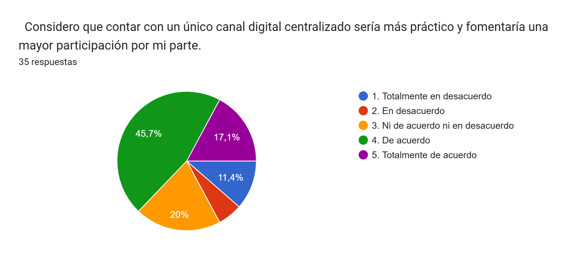 Considero que contar con un único canal digital centralizado sería más práctico y fomentaría una
mayor participación por mi parte.
35 respuestas
1. Totalmente en desacuerdo
2. En desacuerdo
3. Ni de acuerdo ni en desacuerdo
4. De acuerdo
5. Totalmente de acuerdo
45,7%
17,1%
11,4%
20%